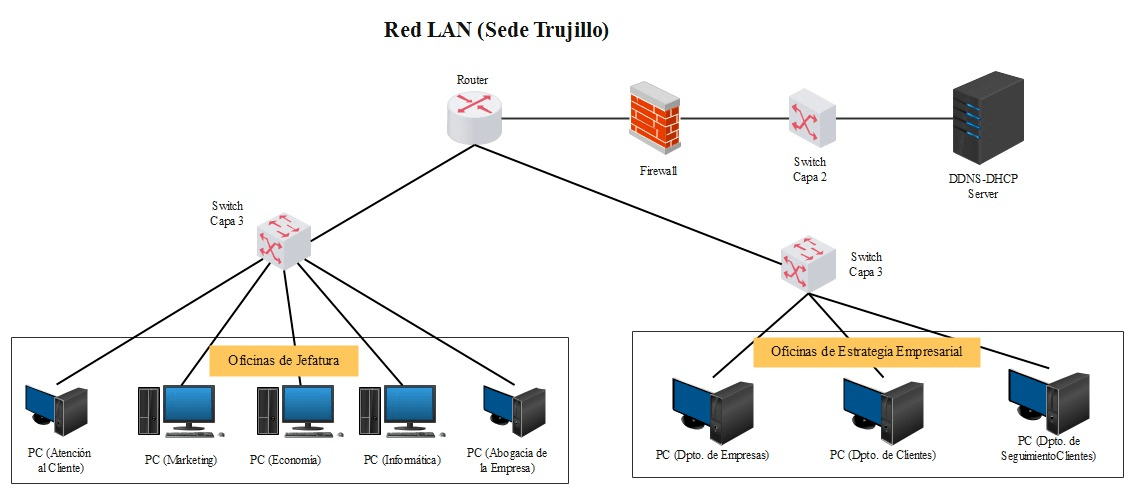 Red LAN (Sede Trujillo)
Router
Firewall
Switch
Capa 2
DDNS-DHCP
Server
Switch
Capa 3
Switch
Capa 3
Oficinas de Jefatura
Oficinas de Estrategia Empresarial
PC (Atención
al Cliente)
PC (Marketing)
PC (Economía)
PC (Informática)
PC (Abogacia de
la Empresa)
PC (Dpto. de Empresas)
PC (Dpto. de Clientes)
PC (Dpto. de
SeguimientoClientes)